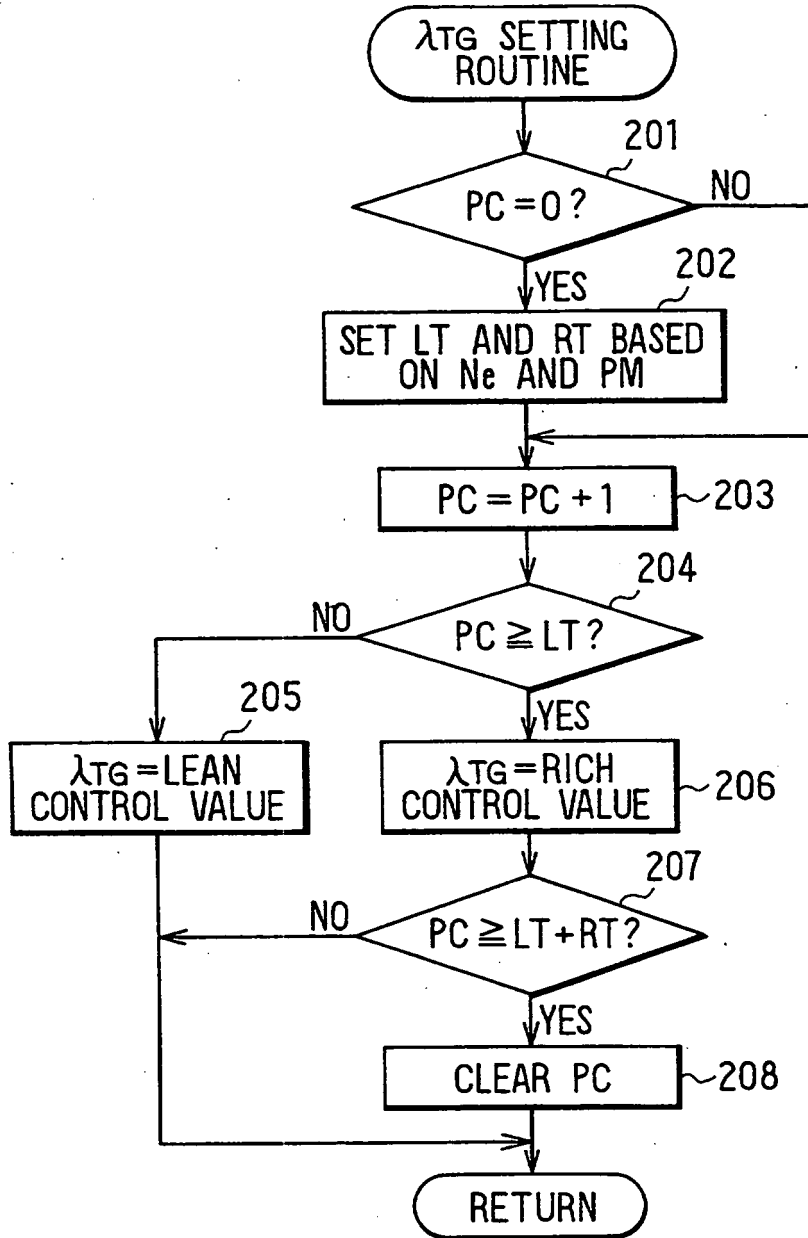 λTG SETTING
ROUTINE
201
PC=0?
NO
YES
202
SET LT AND RT BASED
ON Ne AND PM
PC=PC+1
203
204
NO
PC≧LT?
YES
205
λTG=LEAN
CONTROL VALUE
λTG=RICH
CONTROL VALUE
206
207
NO
PC≧LT+RT?
YES
CLEAR PC
208
RETURN